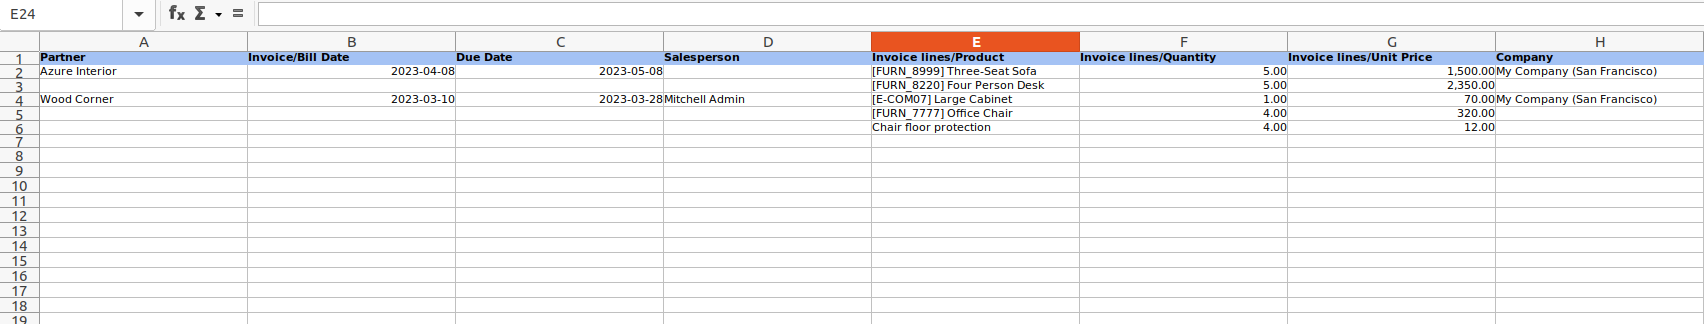 E24 fx Σ =
A B C D E F G H
1 Partner Invoice/Bill Date Due Date Salesperson Invoice lines/Product Invoice lines/Quantity Invoice lines/Unit Price Company
2 Azure Interior 2023-04-08 2023-05-08 [FURN_8999] Three-Seat Sofa 5.00 1,500.00 My Company (San Francisco)
3 [FURN_8220] Four Person Desk 5.00 2,350.00
4 Wood Corner 2023-03-10 2023-03-28 Mitchell Admin [E-COM07] Large Cabinet 1.00 70.00 My Company (San Francisco)
5 [FURN_7777] Office Chair 4.00 320.00
6 Chair floor protection 4.00 12.00
7
8
9
10
11
12
13
14
15
16
17
18
19